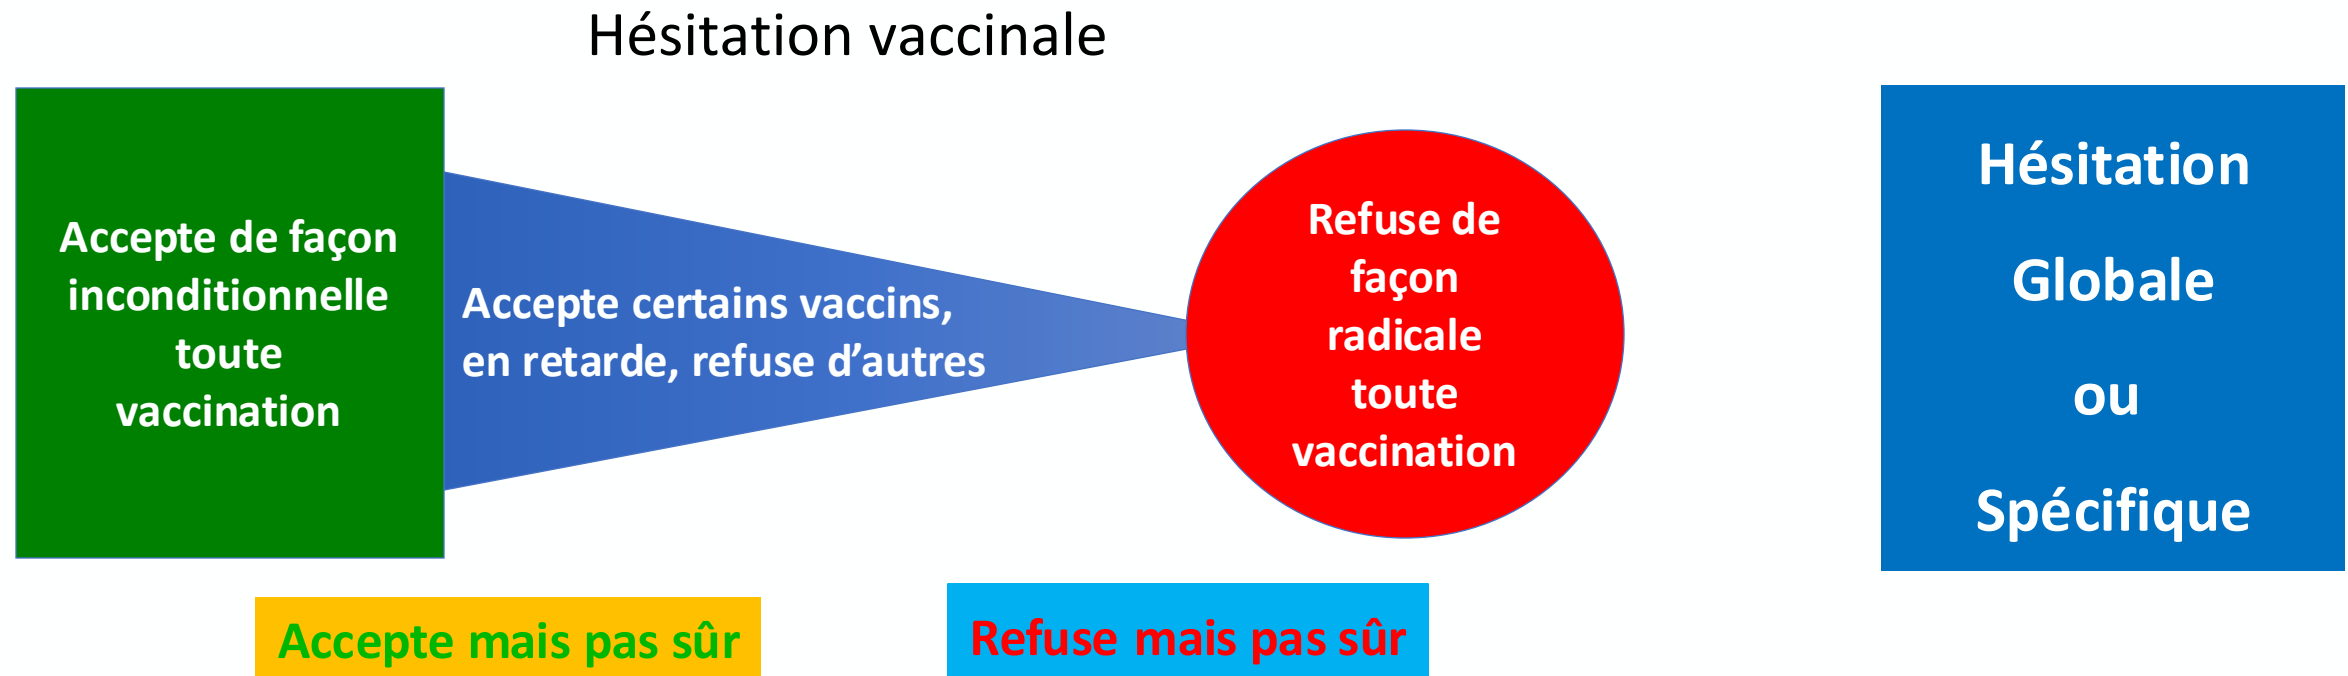 Hésitation vaccinale
Accepte de façon
inconditionnelle
toute
vaccination
Accepte certains vaccins,
en retarde, refuse d’autres
Refuse de
façon
radicale
toute
vaccination
Hésitation
Globale
ou
Spécifique
Accepte mais pas sûr
Refuse mais pas sûr